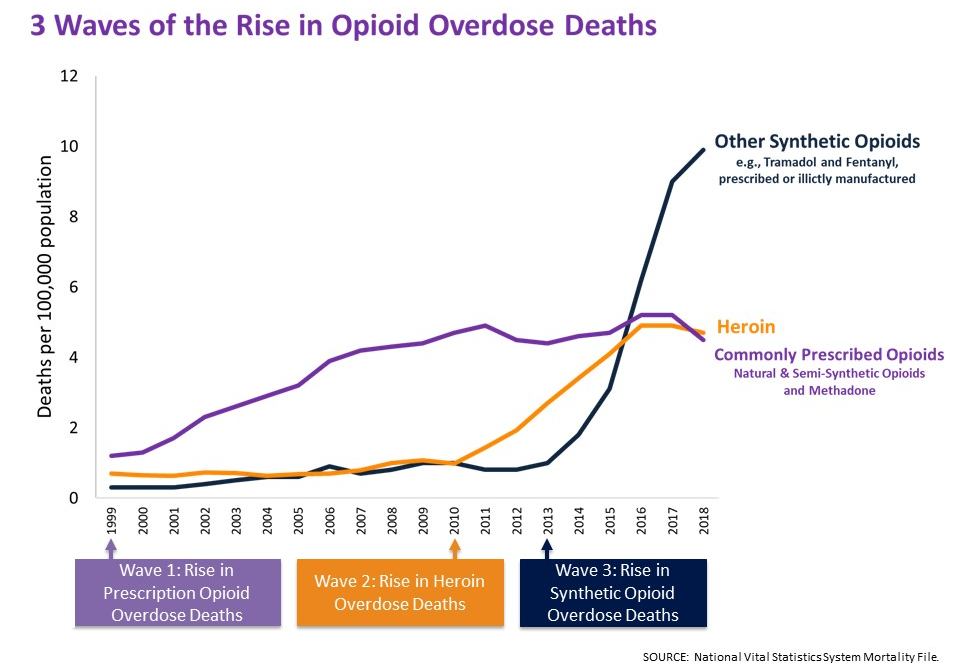 3 Waves of the Rise in Opioid Overdose Deaths
Deaths per 100,000 population
12
10
8
6
4
2
0
Other Synthetic Opioids
e.g., Tramadol and Fentanyl,
prescribed or illictly manufactured
Heroin
Commonly Prescribed Opioids
Natural & Semi-Synthetic Opioids
and Methadone
1999 2000 2001 2002 2003 2004 2005 2006 2007 2008 2009 2010 2011 2012 2013 2014 2015 2016 2017 2018
Wave 1: Rise in
Prescription Opioid
Overdose Deaths
Wave 2: Rise in Heroin
Overdose Deaths
Wave 3: Rise in
Synthetic Opioid
Overdose Deaths
SOURCE: National Vital Statistics System Mortality File.